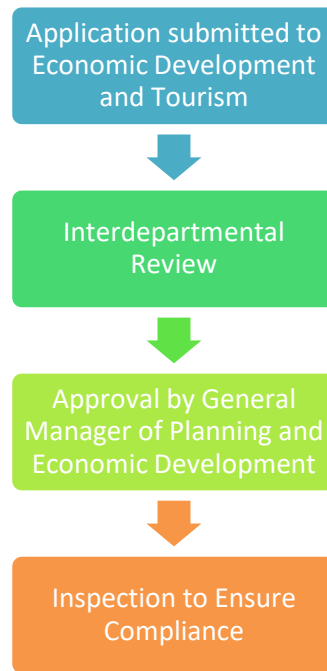 Application submitted to
Economic Development
and Tourism
Interdepartmental
Review
Approval by General
Manager of Planning and
Economic Development
Inspection to Ensure
Compliance